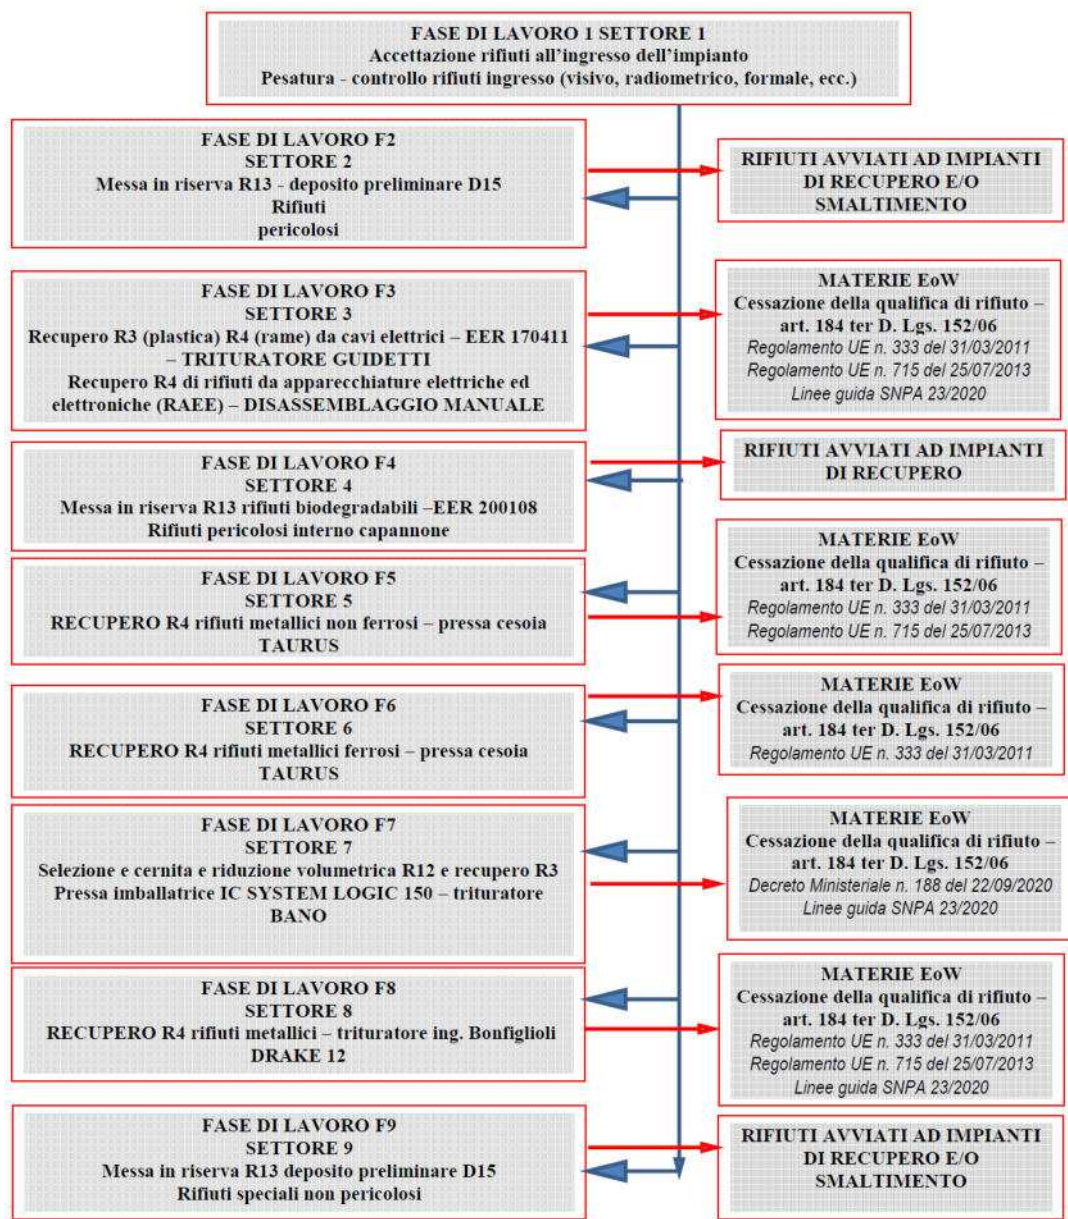 FASE DI LAVORO 1 SETTORE 1
Accettazione rifiuti all'ingresso dell'impianto
Pesatura - controllo rifiuti ingresso (visivo, radiometrico, formale, ecc.)
FASE DI LAVORO F2
SETTORE 2
Messa in riserva R13 - deposito preliminare D15
Rifiuti
pericolosi
RIFIUTI AVVIATI AD IMPIANTI
DI RECUPERO E/O
SMALTIMENTO
FASE DI LAVORO F3
SETTORE 3
Recupero R3 (plastica) R4 (rame) da cavi elettrici – EER 170411
– TRITURATORE GUIDETTI
Recupero R4 di rifiuti da apparecchiature elettriche ed
elettroniche (RAEE) – DISASSEMBLAGGIO MANUALE
MATERIE EoW
Cessazione della qualifica di rifiuto –
art. 184 ter D. Lgs. 152/06
Regolamento UE n. 333 del 31/03/2011
Regolamento UE n. 715 del 25/07/2013
Linee guida SNPA 23/2020
FASE DI LAVORO F4
SETTORE 4
Messa in riserva R13 rifiuti biodegradabili –EER 200108
Rifiuti pericolosi interno capannone
RIFIUTI AVVIATI AD IMPIANTI
DI RECUPERO
FASE DI LAVORO F5
SETTORE 5
RECUPERO R4 rifiuti metallici non ferrosi – pressa cesoia
TAURUS
MATERIE EoW
Cessazione della qualifica di rifiuto –
art. 184 ter D. Lgs. 152/06
Regolamento UE n. 333 del 31/03/2011
Regolamento UE n. 715 del 25/07/2013
FASE DI LAVORO F6
SETTORE 6
RECUPERO R4 rifiuti metallici ferrosi – pressa cesoia
TAURUS
MATERIE EoW
Cessazione della qualifica di rifiuto –
art. 184 ter D. Lgs. 152/06
Regolamento UE n. 333 del 31/03/2011
FASE DI LAVORO F7
SETTORE 7
Selezione e cernita e riduzione volumetrica R12 e recupero R3
Pressa imballatrice IC SYSTEM LOGIC 150 – trituratore
BANO
MATERIE EoW
Cessazione della qualifica di rifiuto –
art. 184 ter D. Lgs. 152/06
Decreto Ministeriale n. 188 del 22/09/2020
Linee guida SNPA 23/2020
FASE DI LAVORO F8
SETTORE 8
RECUPERO R4 rifiuti metallici – trituratore ing. Bonfiglioli
DRAKE 12
MATERIE EoW
Cessazione della qualifica di rifiuto –
art. 184 ter D. Lgs. 152/06
Regolamento UE n. 333 del 31/03/2011
Regolamento UE n. 715 del 25/07/2013
Linee guida SNPA 23/2020
FASE DI LAVORO F9
SETTORE 9
Messa in riserva R13 deposito preliminare D15
Rifiuti speciali non pericolosi
RIFIUTI AVVIATI AD IMPIANTI
DI RECUPERO E/O
SMALTIMENTO